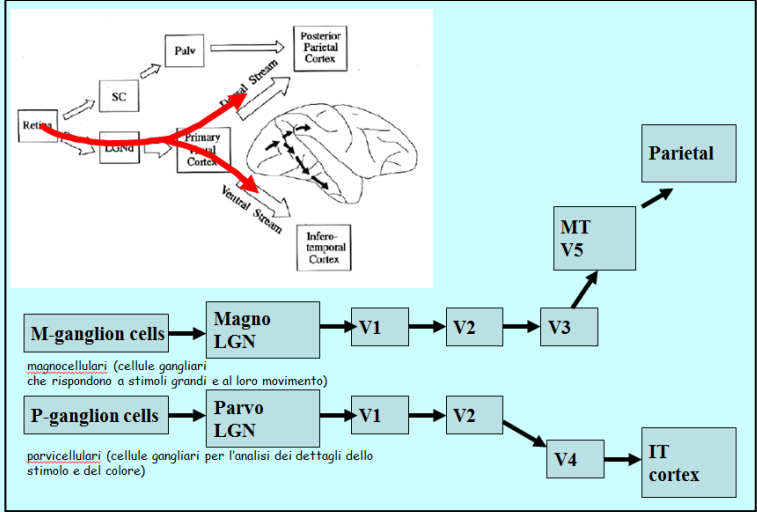 Posterior
Parietal
Cortex
Pulv
Dorsal Stream
SC
Retina
LGNd
Primary
Visual
Cortex
Ventral Stream
Infero-
temporal
Cortex
Parietal
MT
V5
M-ganglion cells
Magno
LGN
V1
V2
V3
magnocellulari (cellule gangliari
che rispondono a stimoli grandi e al loro movimento)
P-ganglion cells
Parvo
LGN
V1
V2
V4
IT
cortex
parvicellulari (cellule gangliari per l'analisi dei dettagli dello
stimolo e del colore)